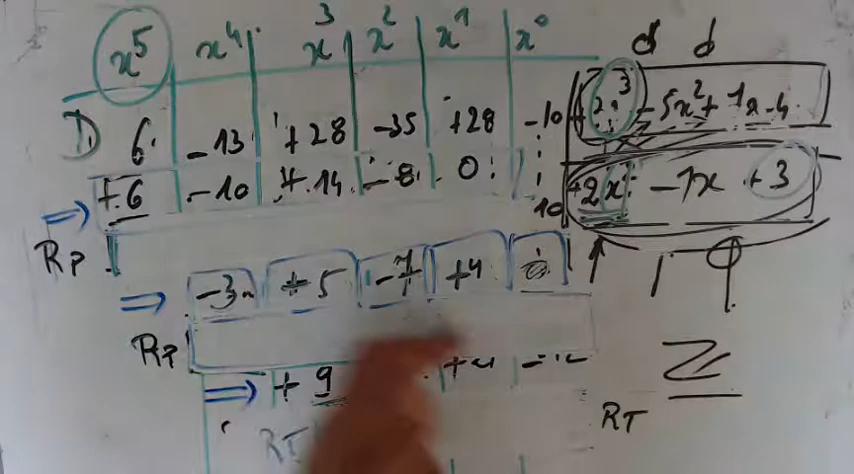 x⁵ x⁴ x³ x² x¹ x⁰ d d
D 6 -13 +28 -35 +28 -10 +2x³ -5x² + 7x -4
+6 -10 +14 -8 0 +2x² -7x +3
RP 10
⇒ -3 +5 -7 +4
RP
⇒ +9 +4
RT
RT